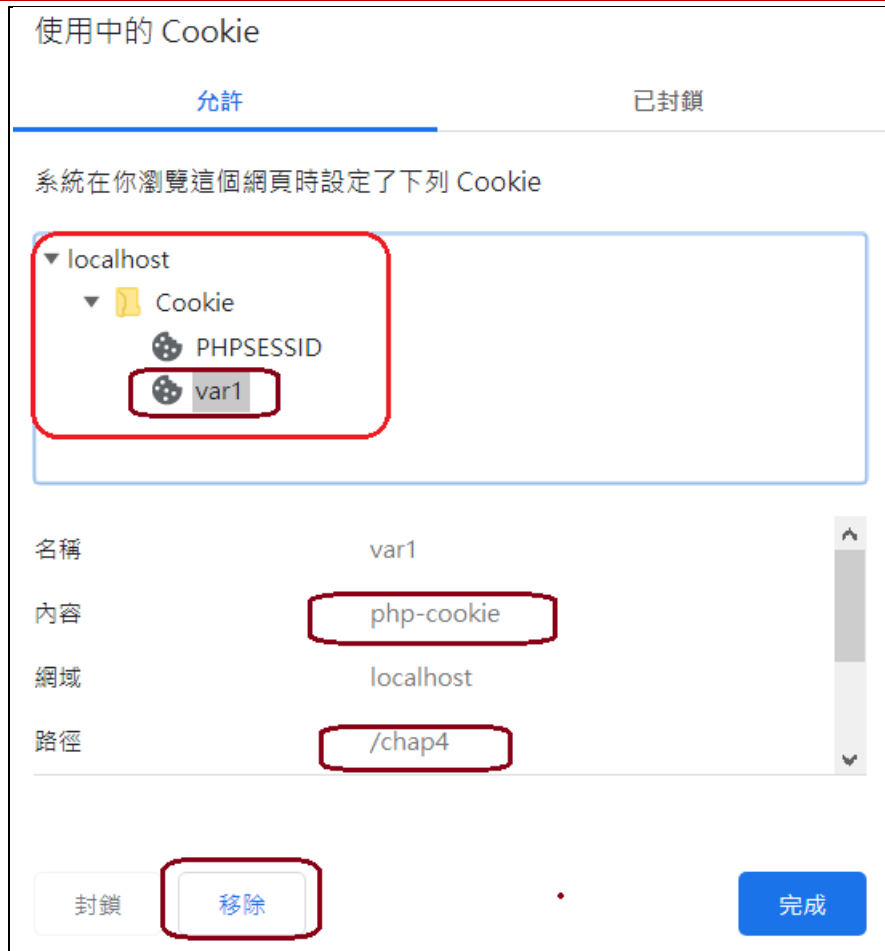 使用中的 Cookie
允許 已封鎖
系統在你瀏覽這個網頁時設定了下列 Cookie
localhost
Cookie
PHPSESSID
var1
名稱 var1
內容 php-cookie
網域 localhost
路徑 /chap4
封鎖 移除 完成